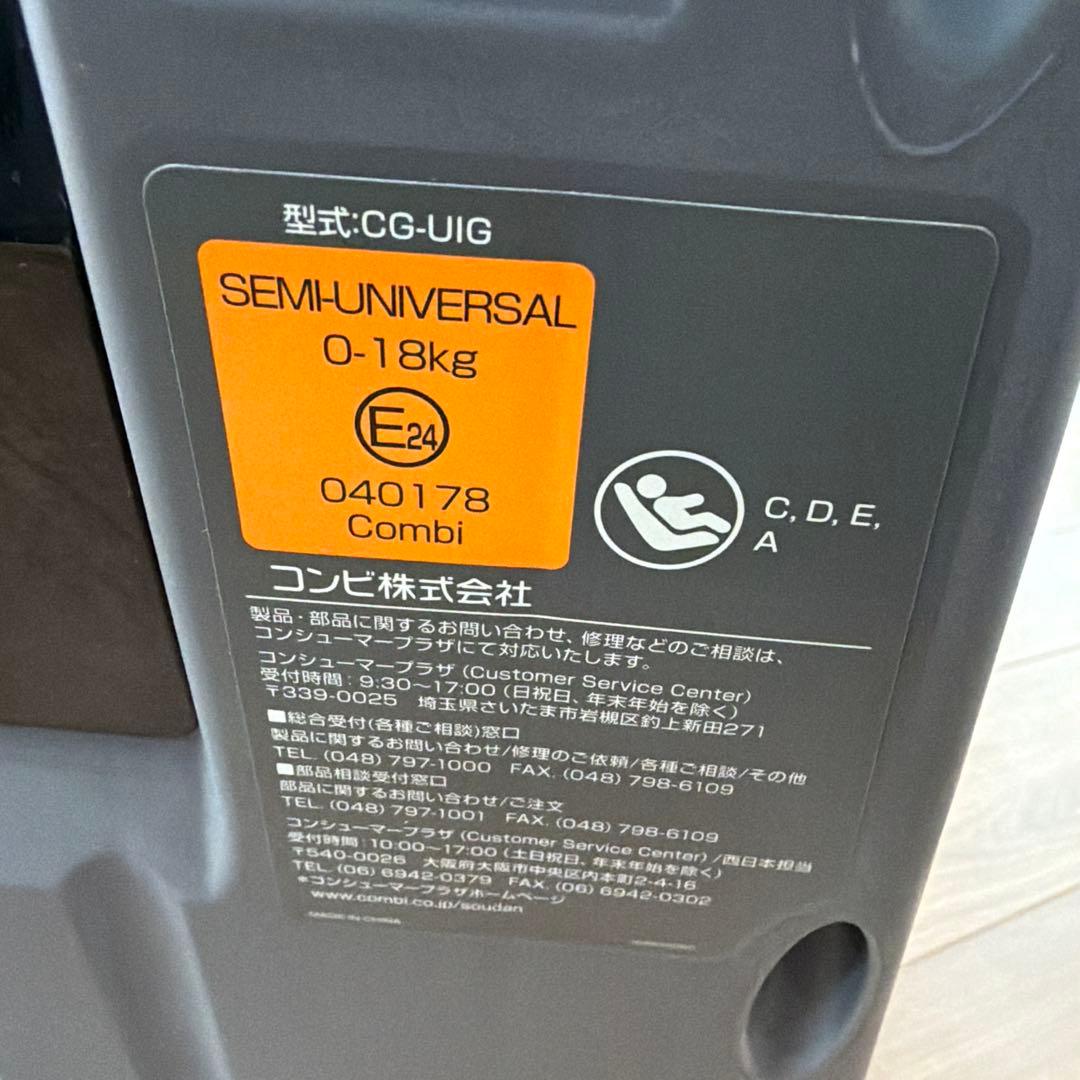 型式:CG-UIG
SEMI-UNIVERSAL
0-18kg
E24
040178
Combi
C, D, E,
A
コンビ株式会社
製品・部品に関するお問い合わせ、修理などのご相談は、
コンシューマープラザにて対応いたします。
コンシューマープラザ (Customer Service Center)
受付時間:9:30~17:00 (日祝日、年末年始を除く)
〒339-0025 埼玉県さいたま市岩槻区釣上新田271
■総合受付(各種ご相談)窓口
製品に関するお問い合わせ/修理のご依頼/各種ご相談/その他
TEL. (048) 797-1000 FAX. (048) 798-6109
■部品相談受付窓口
部品に関するお問い合わせ/ご注文
TEL. (048) 797-1001 FAX. (048) 798-6109
コンシューマープラザ (Customer Service Center) /西日本担当
受付時間:10:00~17:00 (土日祝日、年末年始を除く)
〒540-0026 大阪府大阪市中央区内本町2-4-16
TEL. (06) 6942-0379 FAX. (06) 6942-0302
*コンシューマープラザホームページ
www.combi.co.jp/soudan
MADE IN CHINA